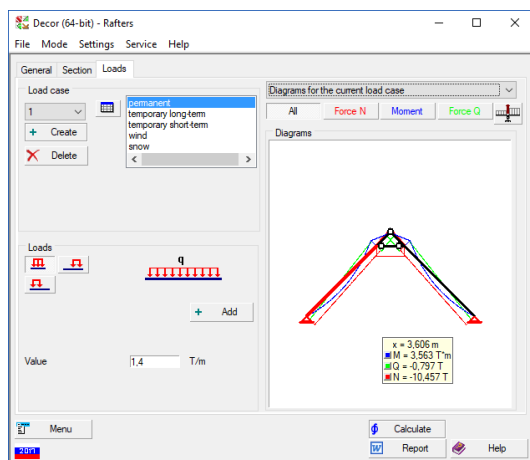 Decor (64-bit) - Rafters
File Mode Settings Service Help
General Section Loads
Load case
1
Create
Delete
permanent
temporary long-term
temporary short-term
wind
snow
Diagrams for the current load case
All Force N Moment Force Q
Diagrams
x = 3,606 m
M = 3,563 T*m
Q = -0,797 T
N = -10,457 T
Loads
q
Add
Value 1,4 T/m
Menu
Calculate
Report
Help
2017